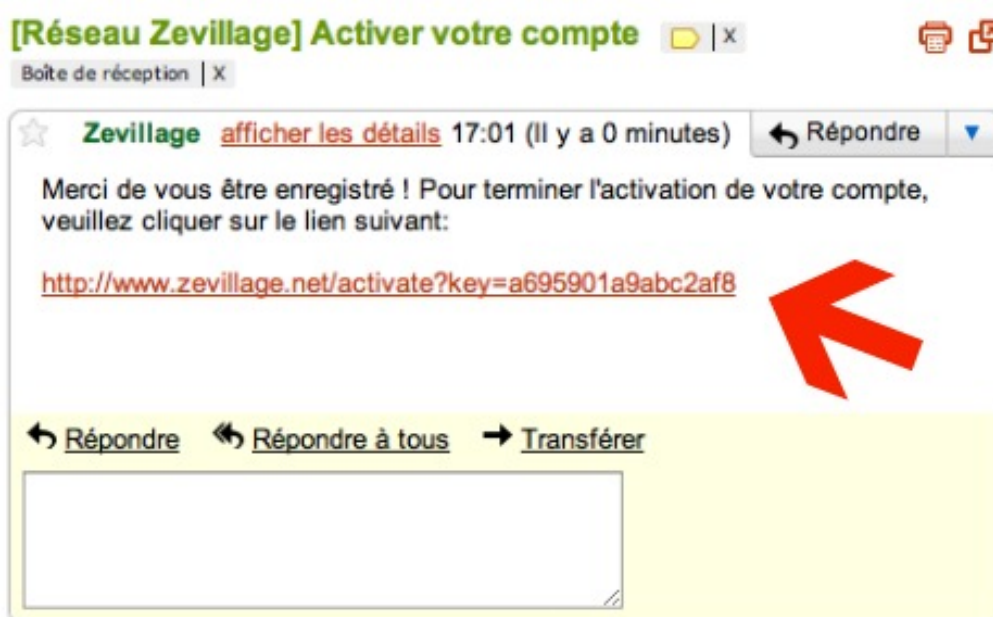 [Réseau Zevillage] Activer votre compte | x
Boîte de réception | X
Zevillage afficher les détails 17:01 (Il y a 0 minutes) Répondre
Merci de vous être enregistré ! Pour terminer l'activation de votre compte,
veuillez cliquer sur le lien suivant:
http://www.zevillage.net/activate?key=a695901a9abc2af8
Répondre Répondre à tous Transférer